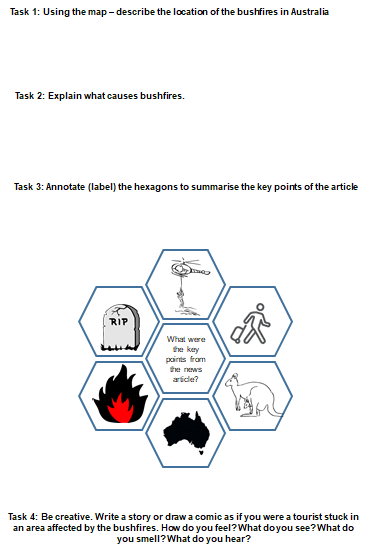 Task 1: Using the map – describe the location of the bushfires in Australia
Task 2: Explain what causes bushfires.
Task 3: Annotate (label) the hexagons to summarise the key points of the article
RIP
What were
the key
points from
the news
article?
Task 4: Be creative. Write a story or draw a comic as if you were a tourist stuck in
an area affected by the bushfires. How do you feel? What do you see? What do
you smell? What do you hear?